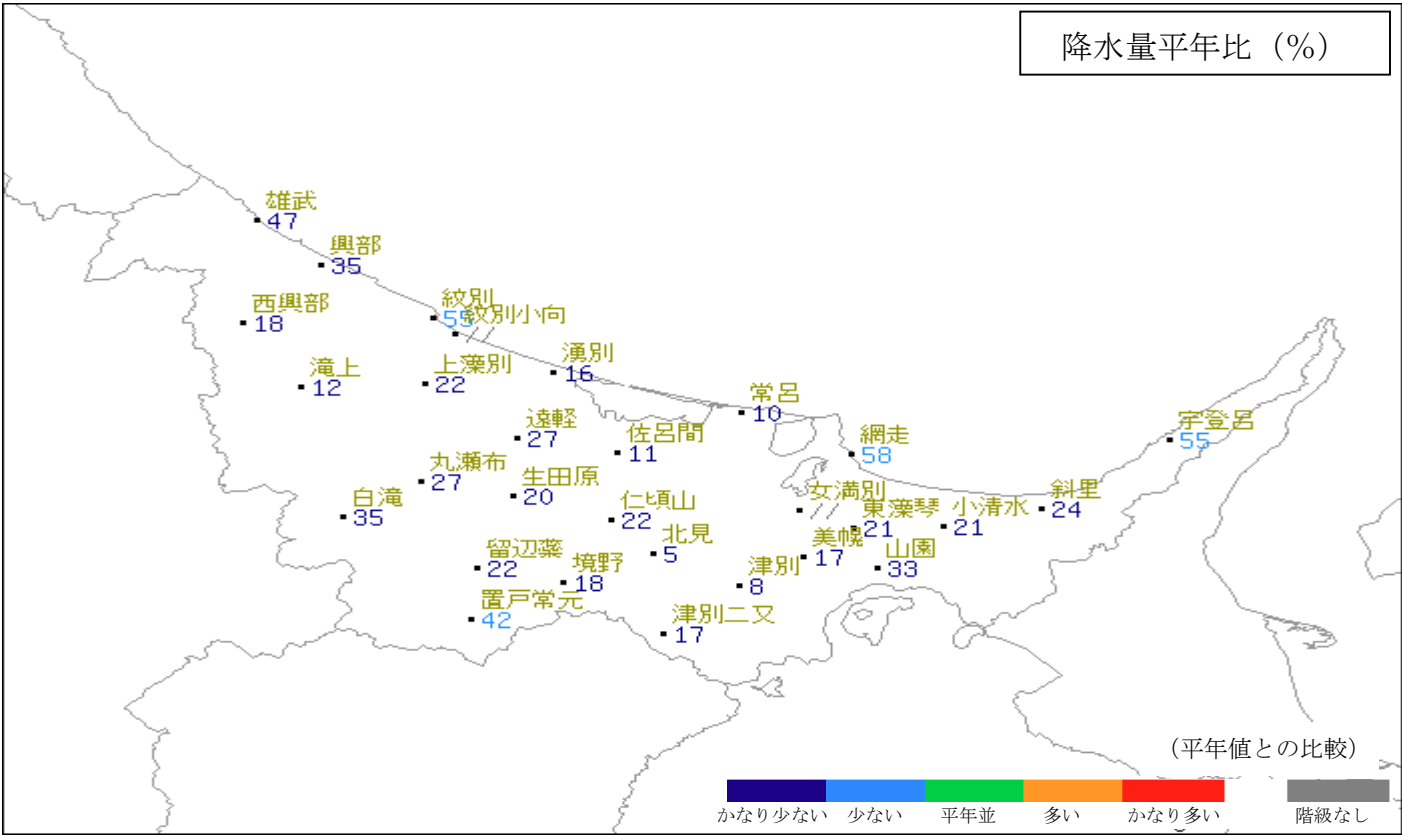 降水量平年比（％）
雄武
47
興部
35
西興部
18
紋別
55
紋別小向
滝上
12
上藻別
22
湧別
16
常呂
10
宇登呂
55
網走
58
遠軽
27
佐呂間
11
丸瀬布
27
生田原
20
白滝
35
仁頃山
22
女満別
東藻琴
21
小清水
21
斜里
24
北見
5
美幌
17
山園
33
留辺蘂
22
境野
18
津別
8
置戸常元
42
津別二又
17
（平年値との比較）
かなり少ない 少ない 平年並 多い かなり多い 階級なし